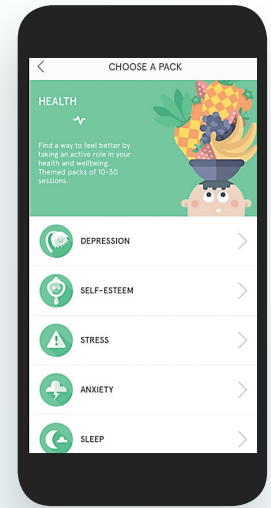 CHOOSE A PACK
HEALTH
Find a way to feel better by
taking an active role in your
health and wellbeing.
Themed packs of 10-30
sessions.
DEPRESSION
SELF-ESTEEM
STRESS
ANXIETY
SLEEP